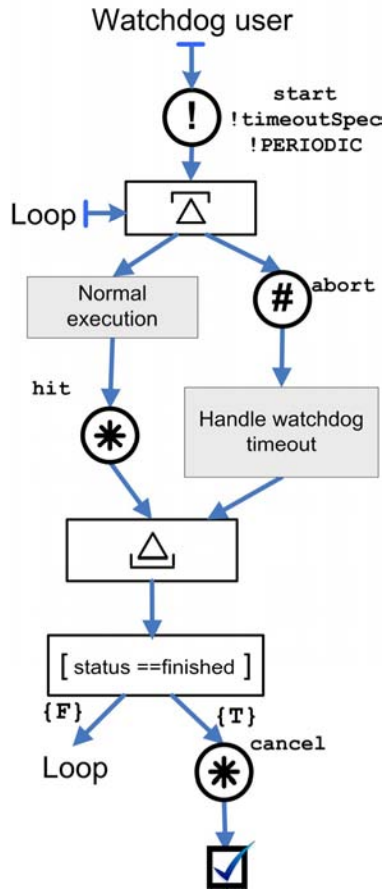 Watchdog user
!
start
!timeoutSpec
!PERIODIC
Loop
Normal
execution
#
abort
hit
Handle watchdog
timeout
[ status ==finished ]
{F}
{T}
Loop
cancel